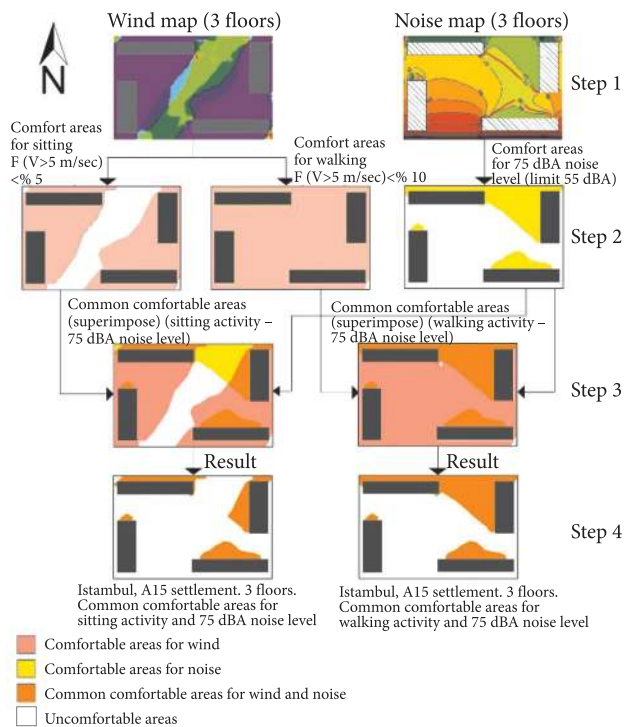 Wind map (3 floors)
Noise map (3 floors)
N
Step 1
Comfort areas
for sitting
F (V>5 m/sec)
<% 5
Comfort areas
for walking
F (V>5 m/sec)<% 10
Comfort areas
for 75 dBA noise
level (limit 55 dBA)
Step 2
Common comfortable areas
(superimpose) (sitting activity –
75 dBA noise level)
Common comfortable areas
(superimpose) (walking activity –
75 dBA noise level)
Step 3
Result
Result
Step 4
Istambul, A15 settlement. 3 floors.
Common comfortable areas for
sitting activity and 75 dBA noise level
Istambul, A15 settlement. 3 floors.
Common comfortable areas for
walking activity and 75 dBA noise level
Comfortable areas for wind
Comfortable areas for noise
Common comfortable areas for wind and noise
Uncomfortable areas